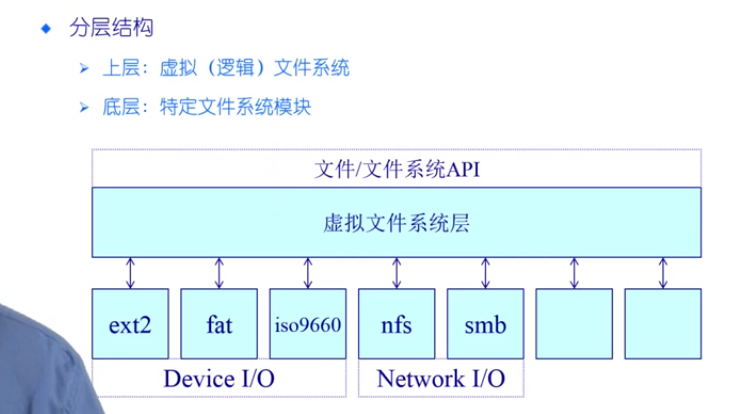 分层结构
上层：虚拟（逻辑）文件系统
底层：特定文件系统模块
文件/文件系统API
虚拟文件系统层
ext2 fat iso9660 nfs smb
Device I/O Network I/O